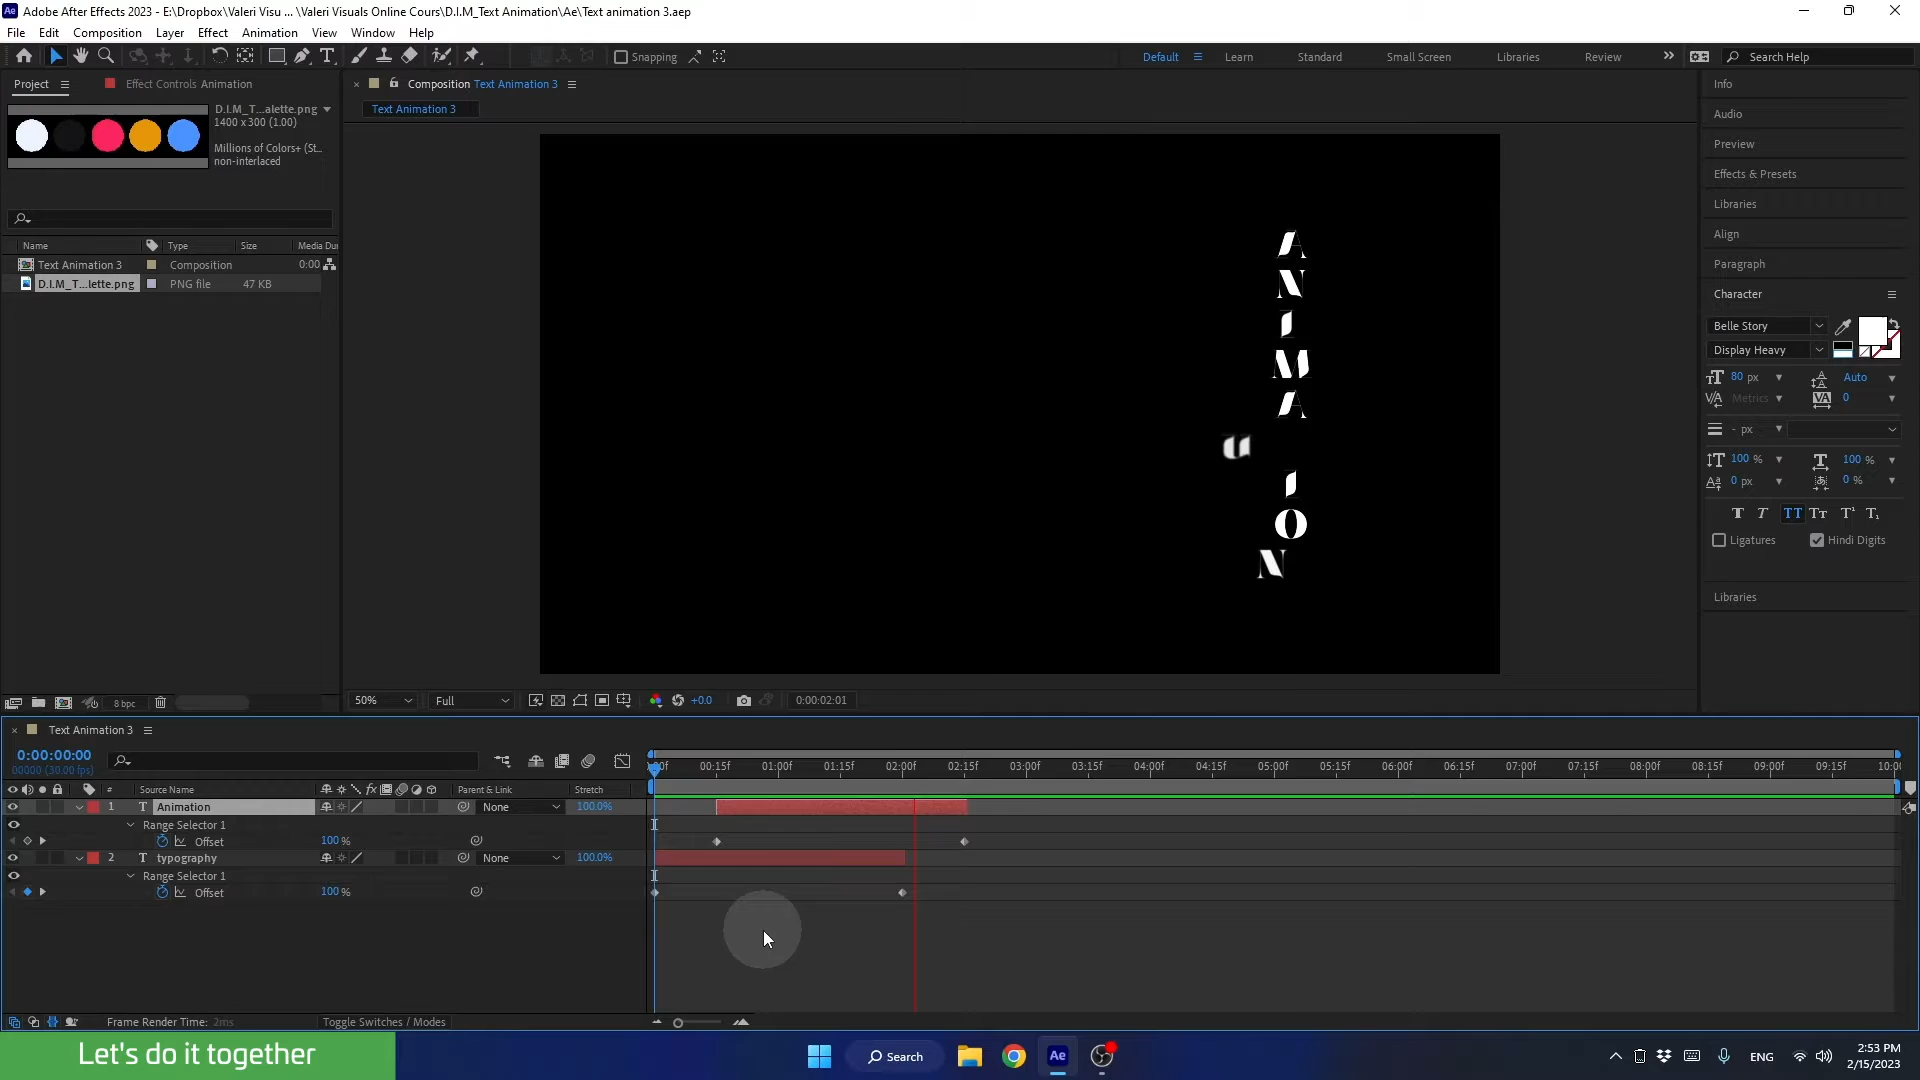 Adobe After Effects 2023 - E:\Dropbox\Valeri Visu ... \Valeri Visuals Online Cours\D.I.M_Text Animation\Ae\Text animation 3.aep
File Edit Composition Layer Effect Animation View Window Help
Snapping Default Learn Standard Small Screen Libraries Review Search Help
Project Effect Controls Animation
Composition Text Animation 3
Text Animation 3
D.I.M_T...alette.png
1400 x 300 (1.00)
Millions of Colors+ (St...
non-interlaced
Name Type Size Media Dur
Text Animation 3 Composition 0:00
D.I.M_T...lette.png PNG file 47 KB
8 bpc
A
N
I
M
A
I
O
N
50% Full +0.0 0:00:02:01
Info
Audio
Preview
Effects & Presets
Libraries
Align
Paragraph
Character
Belle Story
Display Heavy
80 px Auto
Metrics 0
- px
100 % 100 %
0 px 0 %
Ligatures Hindi Digits
Libraries
Text Animation 3
0:00:00:00
00000 (30.00 fps)
00:15f 01:00f 01:15f 02:00f 02:15f 03:00f 03:15f 04:00f 04:15f 05:00f 05:15f 06:00f 06:15f 07:00f 07:15f 08:00f 08:15f 09:00f 09:15f 10:0
# Source Name Parent & Link Stretch
1 T Animation None 100.0%
Range Selector 1
Offset 100 %
2 T typography None 100.0%
Range Selector 1
Offset 100 %
Frame Render Time: 2ms Toggle Switches / Modes
Let's do it together
Search
Ae
ENG
2:53 PM
2/15/2023